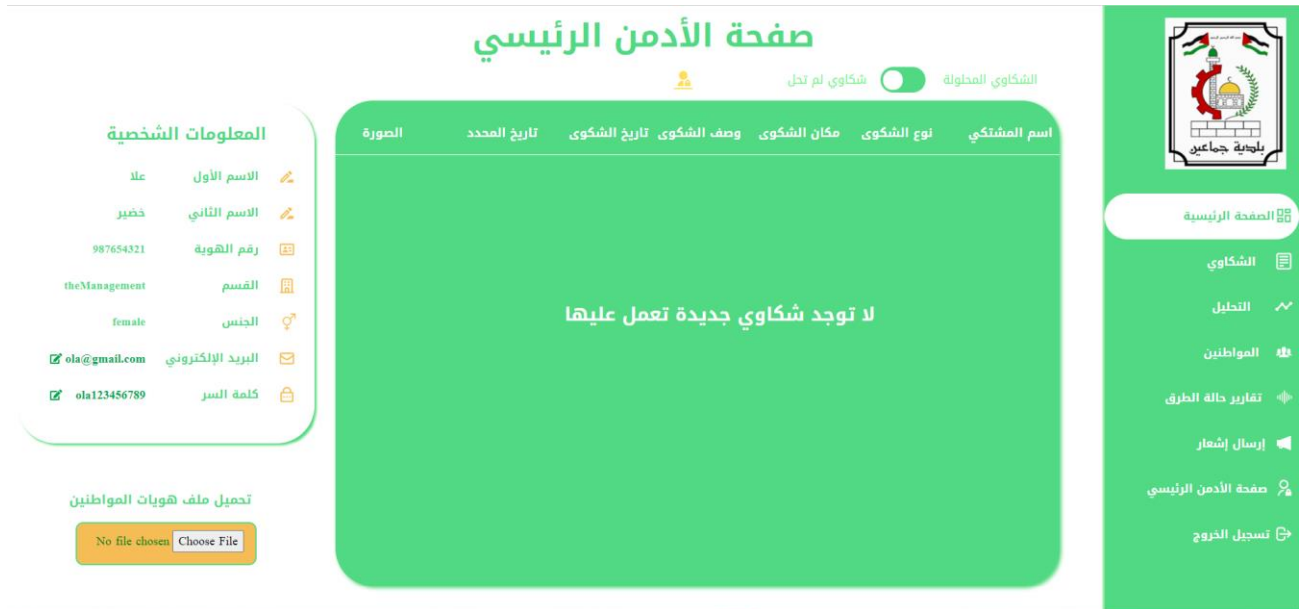 صفحة الأدمن الرئيسي
الشكاوي المحلولة شكاوي لم تحل
اسم المشتكي نوع الشكوى مكان الشكوى وصف الشكوى تاريخ الشكوى تاريخ المحدد الصورة
لا توجد شكاوي جديدة تعمل عليها
بلدية جماعين
الصفحة الرئيسية
الشكاوي
التحليل
المواطنين
تقارير حالة الطرق
إرسال إشعار
صفحة الأدمن الرئيسي
تسجيل الخروج
المعلومات الشخصية
الاسم الأول علا
الاسم الثاني خضير
رقم الهوية 987654321
القسم theManagement
الجنس female
البريد الإلكتروني ola@gmail.com
كلمة السر ola123456789
تحميل ملف هويات المواطنين
Choose File No file chosen